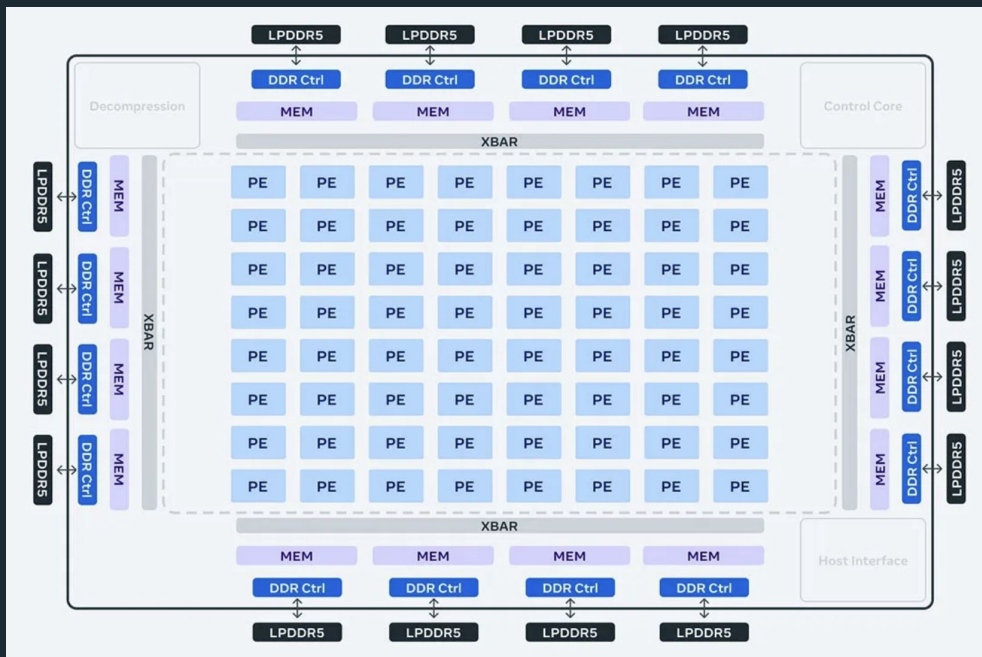 LPDDR5 LPDDR5 LPDDR5 LPDDR5
DDR Ctrl DDR Ctrl DDR Ctrl DDR Ctrl
Decompression
Control Core
MEM MEM MEM MEM
XBAR
LPDDR5 DDR Ctrl MEM
LPDDR5 DDR Ctrl MEM
LPDDR5 DDR Ctrl MEM
LPDDR5 DDR Ctrl MEM
XBAR
PE PE PE PE PE PE PE PE
PE PE PE PE PE PE PE PE
PE PE PE PE PE PE PE PE
PE PE PE PE PE PE PE PE
PE PE PE PE PE PE PE PE
PE PE PE PE PE PE PE PE
PE PE PE PE PE PE PE PE
PE PE PE PE PE PE PE PE
XBAR
MEM DDR Ctrl LPDDR5
MEM DDR Ctrl LPDDR5
MEM DDR Ctrl LPDDR5
MEM DDR Ctrl LPDDR5
XBAR
MEM MEM MEM MEM
Host Interface
DDR Ctrl DDR Ctrl DDR Ctrl DDR Ctrl
LPDDR5 LPDDR5 LPDDR5 LPDDR5